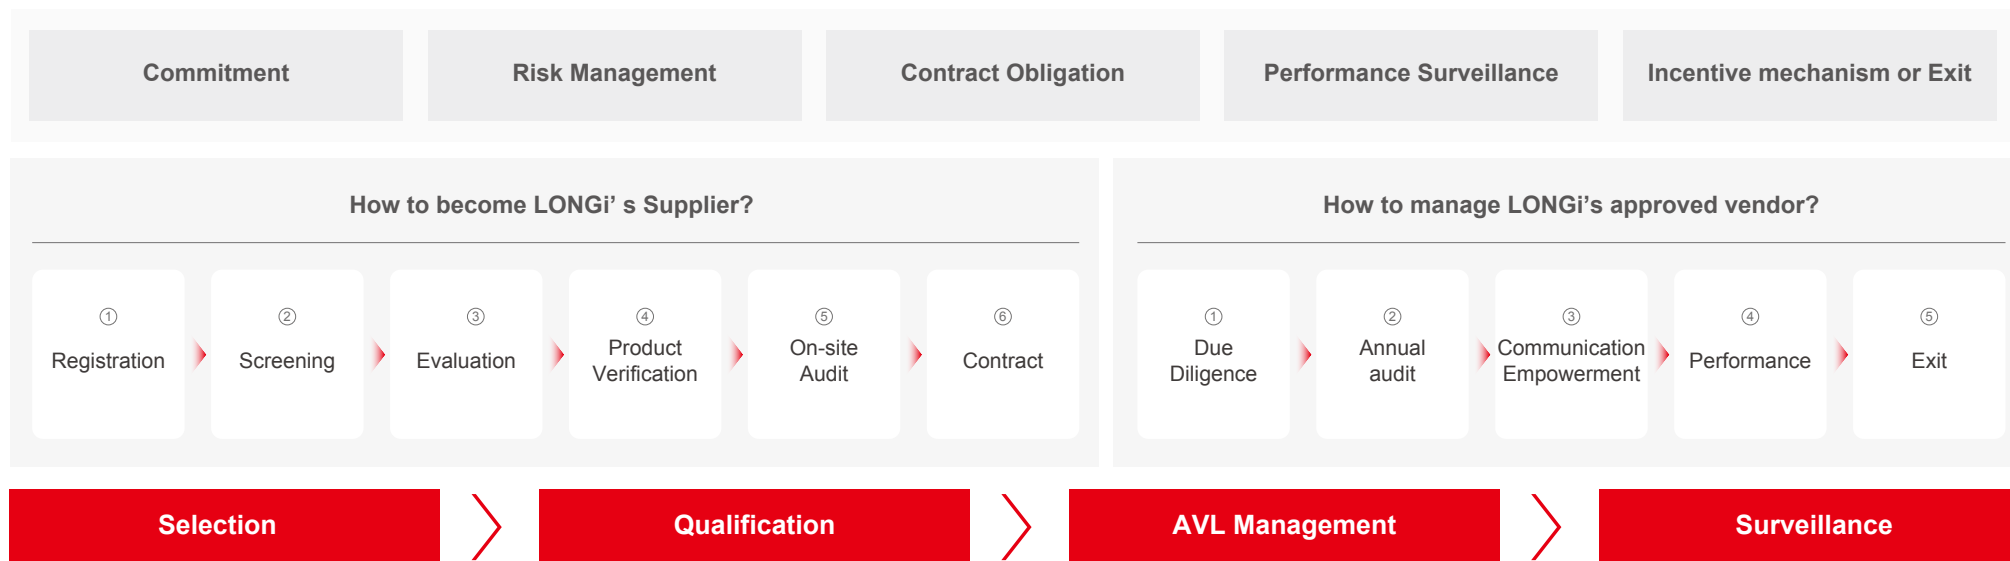 Commitment
Risk Management
Contract Obligation
Performance Surveillance
Incentive mechanism or Exit
How to become LONGi’ s Supplier?
①
Registration
②
Screening
③
Evaluation
④
Product
Verification
⑤
On-site
Audit
⑥
Contract
How to manage LONGi’s approved vendor?
①
Due
Diligence
②
Annual
audit
③
Communication
Empowerment
④
Performance
⑤
Exit
Selection
Qualification
AVL Management
Surveillance